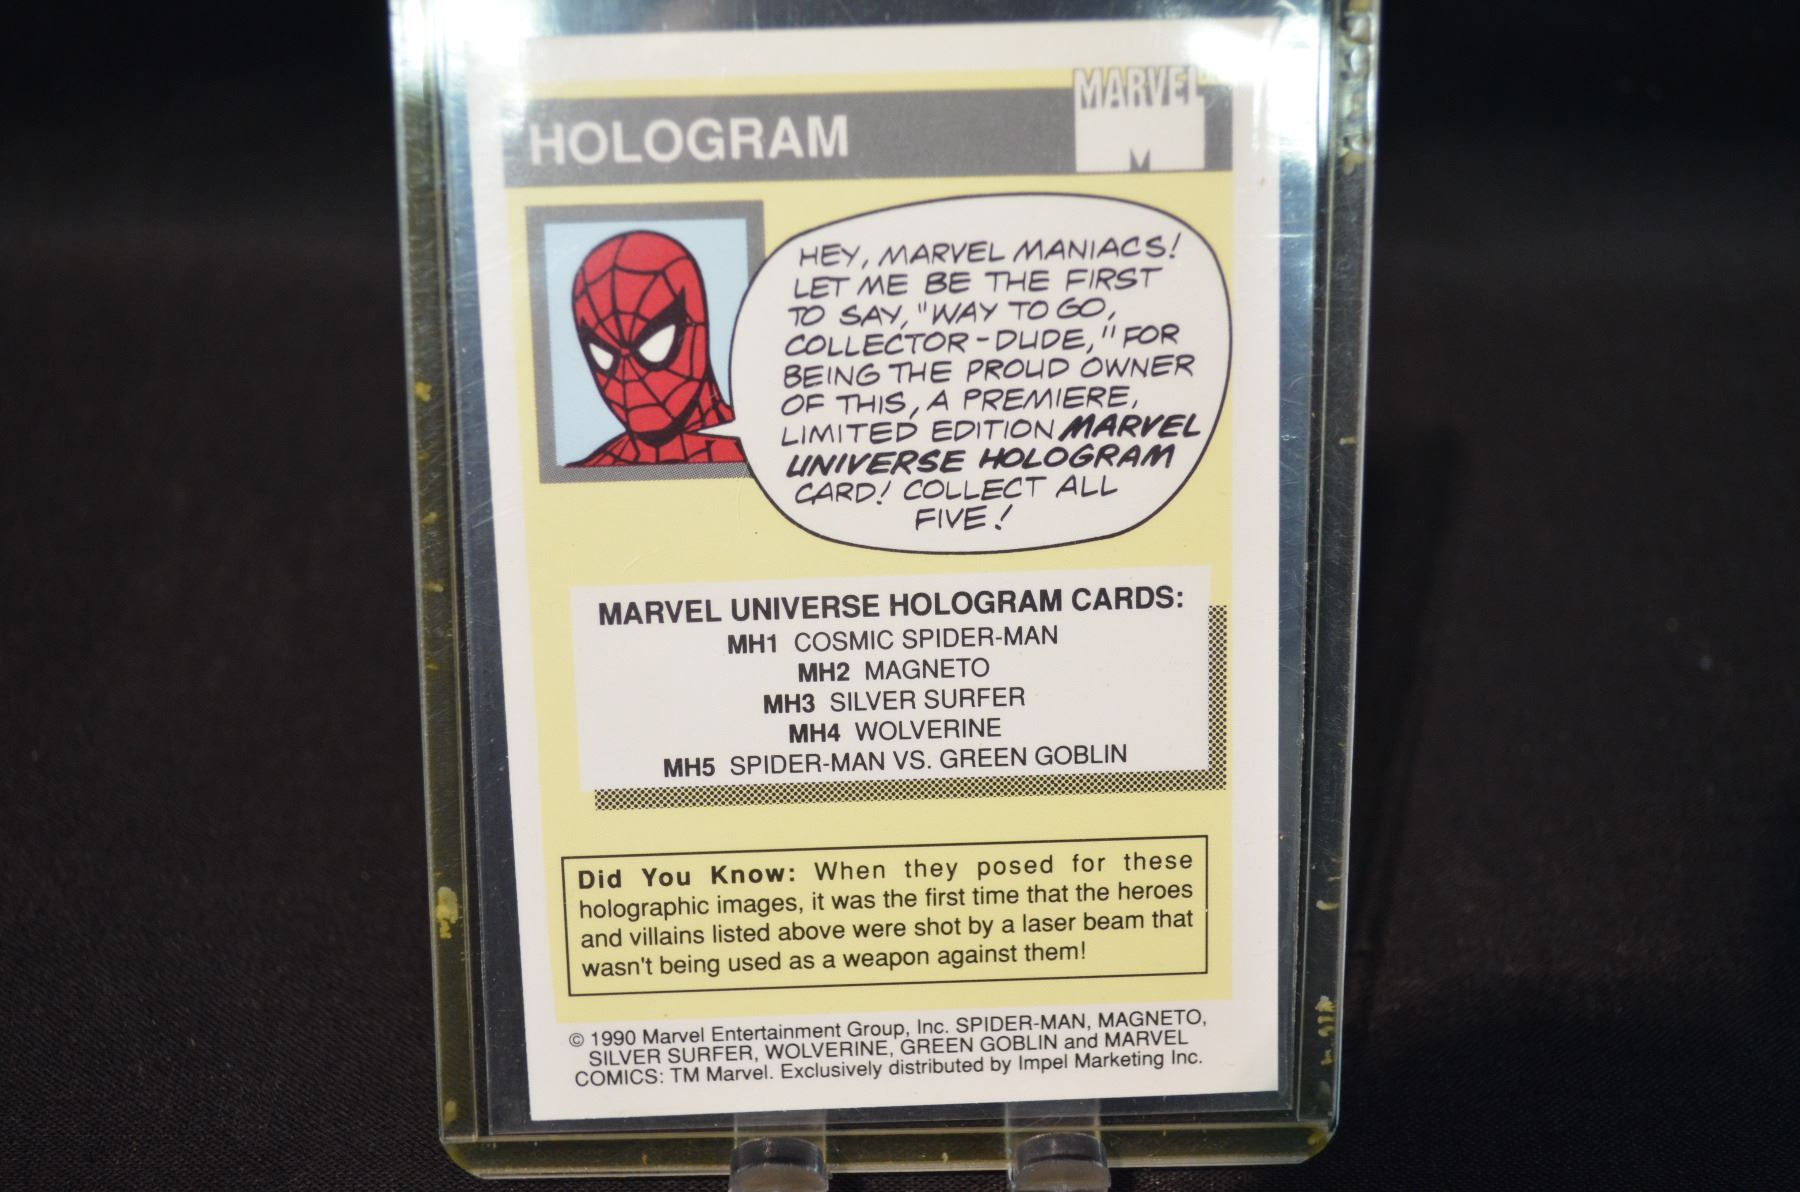 MARVEL
HOLOGRAM
M
HEY, MARVEL MANIACS!
LET ME BE THE FIRST
TO SAY, "WAY TO GO,
COLLECTOR-DUDE," FOR
BEING THE PROUD OWNER
OF THIS, A PREMIERE,
LIMITED EDITION MARVEL
UNIVERSE HOLOGRAM
CARD! COLLECT ALL
FIVE!
MARVEL UNIVERSE HOLOGRAM CARDS:
MH1 COSMIC SPIDER-MAN
MH2 MAGNETO
MH3 SILVER SURFER
MH4 WOLVERINE
MH5 SPIDER-MAN VS. GREEN GOBLIN
Did You Know: When they posed for these
holographic images, it was the first time that the heroes
and villains listed above were shot by a laser beam that
wasn't being used as a weapon against them!
© 1990 Marvel Entertainment Group, Inc. SPIDER-MAN, MAGNETO,
SILVER SURFER, WOLVERINE, GREEN GOBLIN and MARVEL
COMICS: TM Marvel. Exclusively distributed by Impel Marketing Inc.